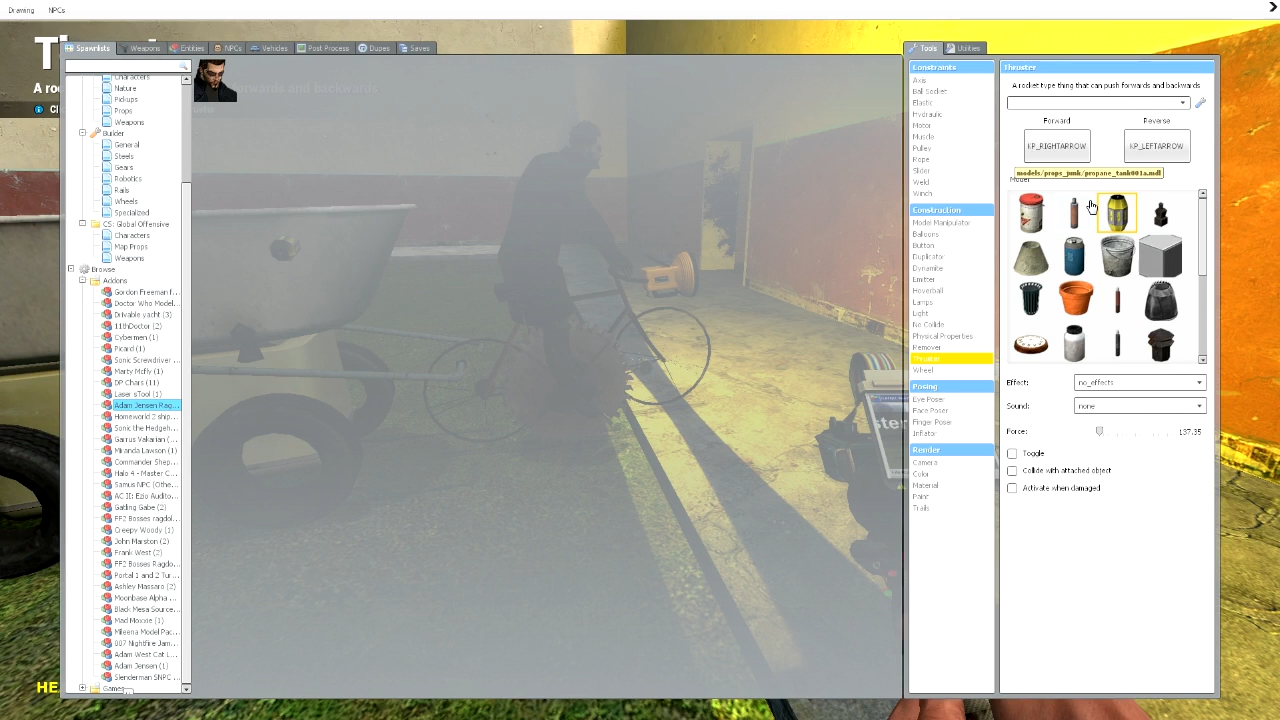 Drawing NPCs
Spawnlists Weapons Entities NPCs Vehicles Post Process Dupes Saves
Tools Utilities
Characters
Nature
Pickups
Props
Weapons
Builder
General
Steels
Gears
Robotics
Rails
Wheels
Specialized
CS: Global Offensive
Characters
Map Props
Weapons
Browse
Addons
Gordon Freeman f...
Doctor Who Model...
Drivable yacht (3)
11thDoctor (2)
Cybermen (1)
Picard (1)
Sonic Screwdriver ...
Marty Mcfly (1)
DP Chars (11)
Laser sTool (1)
Adam Jensen Rag...
Homeworld 2 ship...
Sonic the Hedgeh...
Garrus Vakarian (...
Miranda Lawson (1)
Commander Shep...
Halo 4 - Master C...
Samus NPC (Othe...
AC II: Ezio Audito...
Gatling Gabe (2)
FF2 Bosses ragdol...
Creepy Woody (1)
John Marston (2)
Frank West (2)
FF2 Bosses Ragdo...
Portal 1 and 2 Tur...
Ashley Massaro (2)
Moonbase Alpha ...
Black Mesa Source...
Mad Moxxie (1)
Mileena Model Pac...
007 Nightfire Jam...
Adam West Cat L...
Adam Jensen (1)
Slenderman SNPC ...
Games
A ro
forwards and backwards
HE
Constraints
Axis
Ball Socket
Elastic
Hydraulic
Motor
Muscle
Pulley
Rope
Slider
Weld
Winch
Construction
Model Manipulator
Balloons
Button
Duplicator
Dynamite
Emitter
Hoverball
Lamps
Light
No Collide
Physical Properties
Remover
Thruster
Wheel
Posing
Eye Poser
Face Poser
Finger Poser
Inflator
Render
Camera
Color
Material
Paint
Trails
Thruster
A rocket type thing that can push forwards and backwards
Forward Reverse
KP_RIGHTARROW KP_LEFTARROW
models/props_junk/propane_tank001a.mdl
Model
Effect: no_effects
Sound: none
Force: 137.35
Toggle
Collide with attached object
Activate when damaged